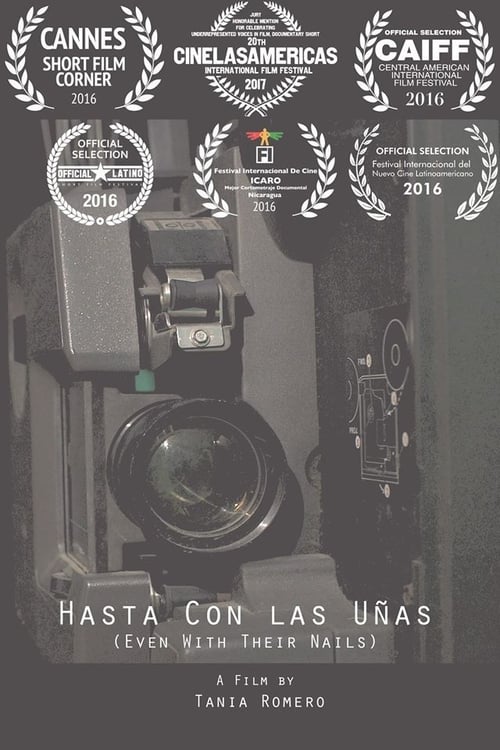 CANNES
SHORT FILM
CORNER
2016
JURY
HONORABLE MENTION
FOR CELEBRATING
UNDERREPRESENTED VOICES IN FILM, DOCUMENTARY SHORT
20TH
CINELASAMERICAS
INTERNATIONAL FILM FESTIVAL
2017
OFFICIAL SELECTION
CAIFF
CENTRAL AMERICAN
INTERNATIONAL
FILM FESTIVAL
2016
OFFICIAL
SELECTION
OFFICIAL LATINO
SHORT FILM FESTIVAL
2016
Festival Internacional De Cine
ICARO
Mejor Cortometraje Documental
Nicaragua
2016
OFFICIAL SELECTION
Festival Internacional del
Nuevo Cine Latinoamericano
2016
HASTA CON LAS UÑAS
(EVEN WITH THEIR NAILS)
A FILM BY
TANIA ROMERO